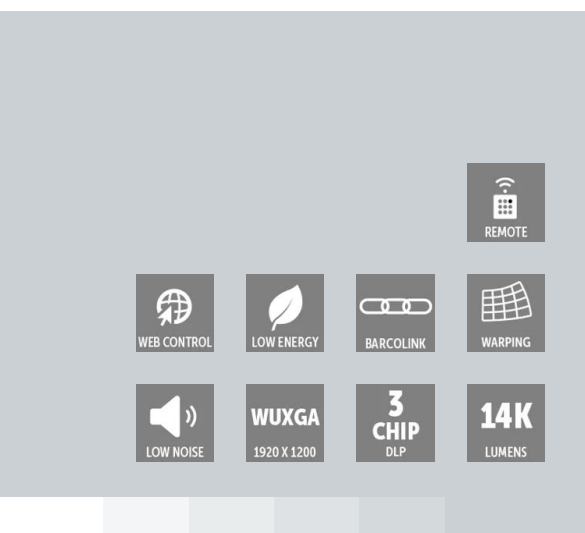 REMOTE
WEB CONTROL
LOW ENERGY
BARCOLINK
WARPING
LOW NOISE
WUXGA
1920 X 1200
3
CHIP
DLP
14K
LUMENS